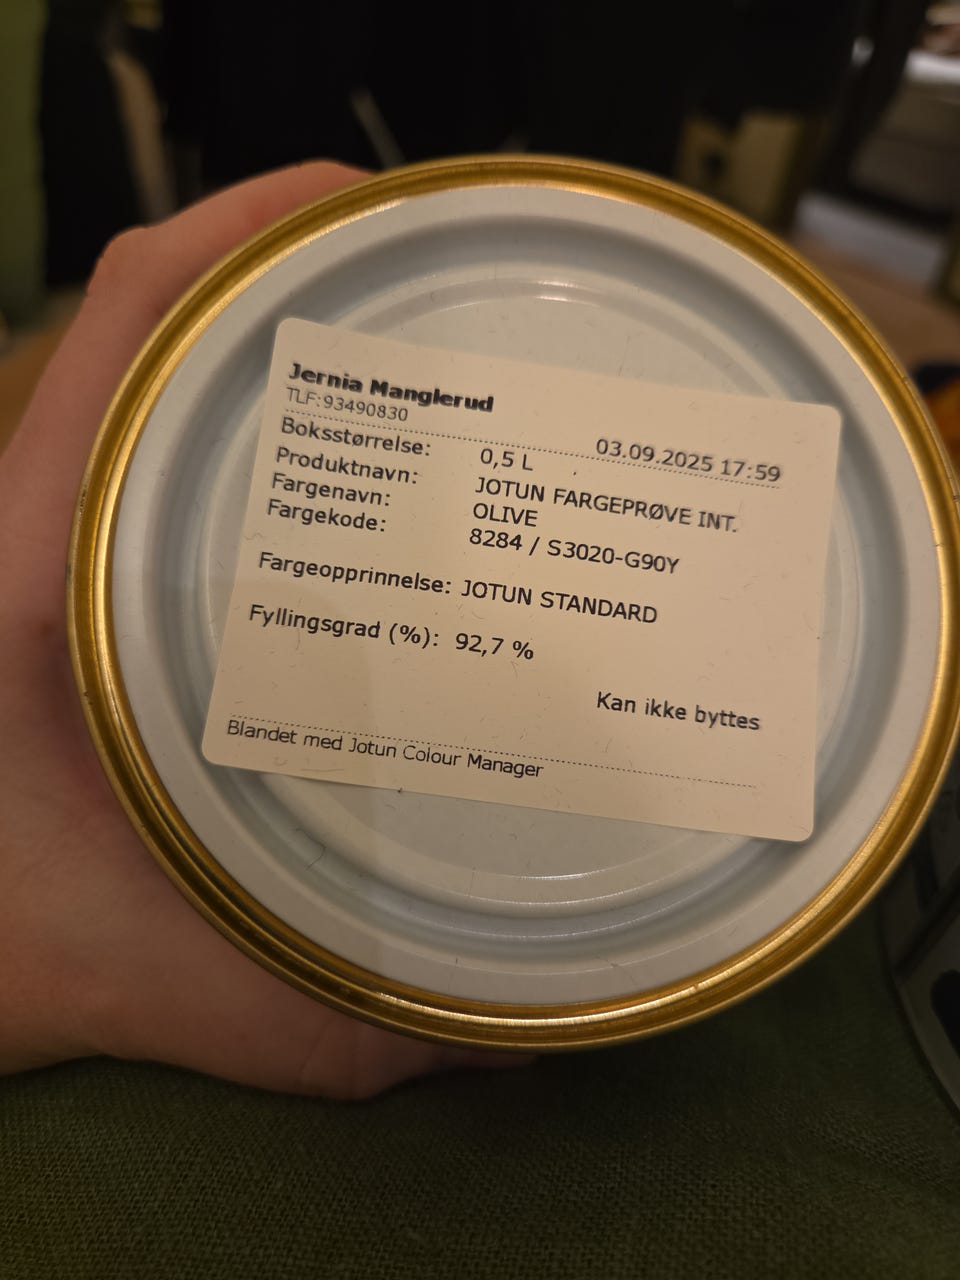 Jernia Manglerud
TLF:93490830
03.09.2025 17:59
Boksstørrelse: 0,5 L
Produktnavn: JOTUN FARGEPRØVE INT.
Fargenavn: OLIVE
Fargekode: 8284 / S3020-G90Y
Fargeopprinnelse: JOTUN STANDARD
Fyllingsgrad (%): 92,7 %
Kan ikke byttes
Blandet med Jotun Colour Manager